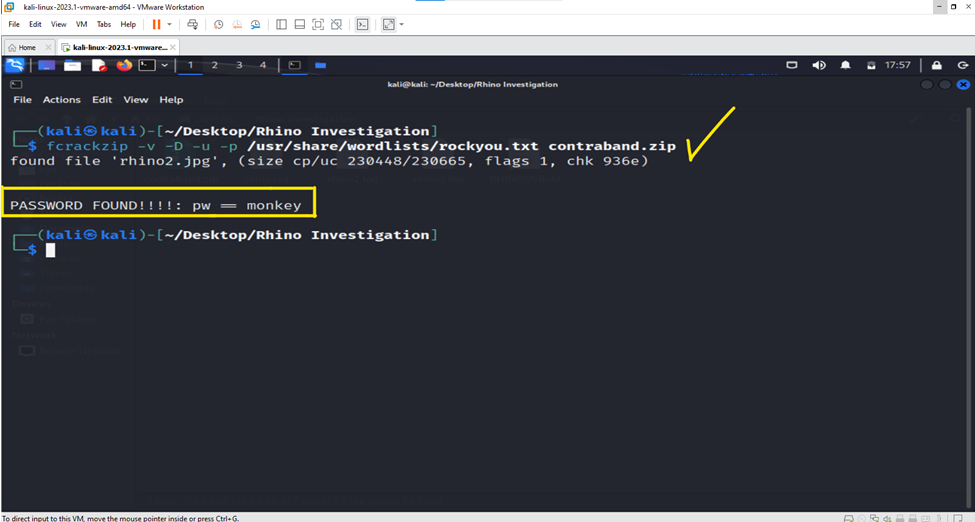 kali-linux-2023.1-vmware-amd64 - VMware Workstation
File Edit View VM Tabs Help
Home kali-linux-2023.1-vmware...
1 2 3 4 17:57
kali@kali: ~/Desktop/Rhino Investigation
File Actions Edit View Help
(kali㉿kali)-[~/Desktop/Rhino Investigation]
$ fcrackzip -v -D -u -p /usr/share/wordlists/rockyou.txt contraband.zip
found file 'rhino2.jpg', (size cp/uc 230448/230665, flags 1, chk 936e)
PASSWORD FOUND!!!!: pw == monkey
(kali㉿kali)-[~/Desktop/Rhino Investigation]
$
To direct input to this VM, move the mouse pointer inside or press Ctrl+G.